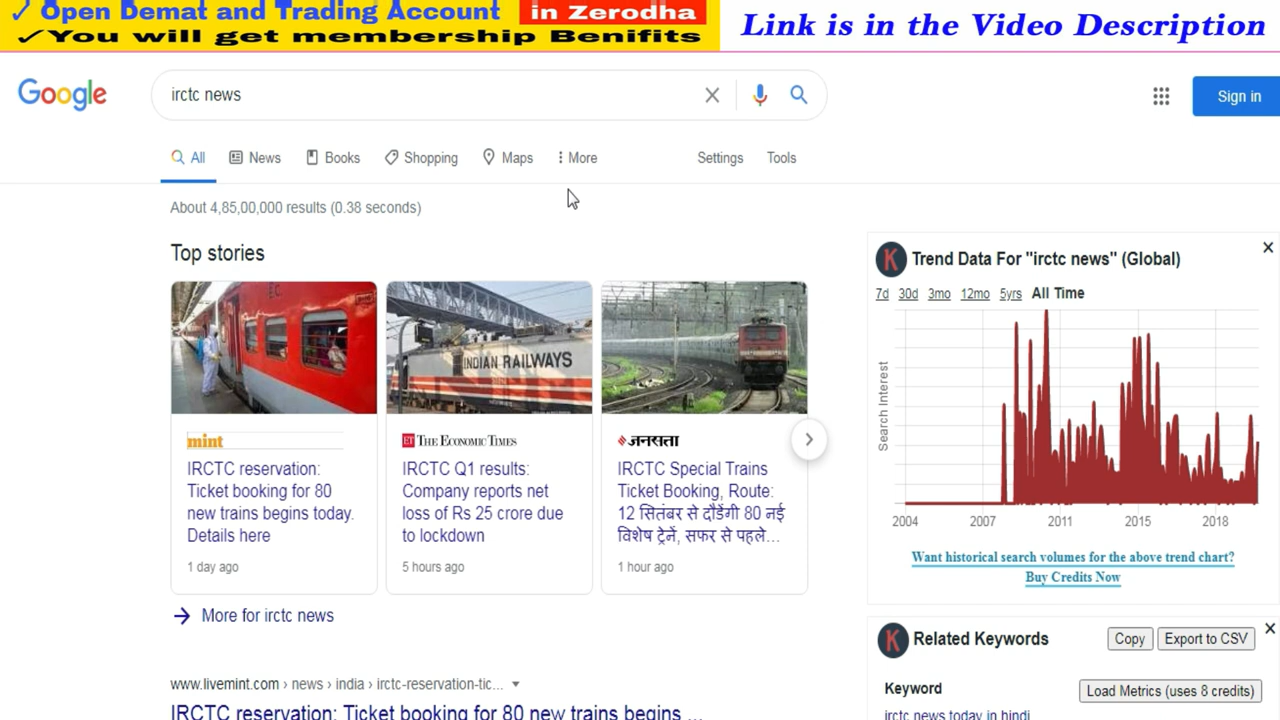 ✓ Open Demat and Trading Account in Zerodha
✓You will get membership Benifits
Link is in the Video Description
Google
irctc news
Sign in
All News Books Shopping Maps More Settings Tools
About 4,85,00,000 results (0.38 seconds)
Top stories
INDIAN RAILWAYS
mint
IRCTC reservation:
Ticket booking for 80
new trains begins today.
Details here
1 day ago
ET THE ECONOMIC TIMES
IRCTC Q1 results:
Company reports net
loss of Rs 25 crore due
to lockdown
5 hours ago
जनसत्ता
IRCTC Special Trains
Ticket Booking, Route:
12 सितंबर से दौडेंगी 80 नई
विशेष ट्रेनें, सफर से पहले...
1 hour ago
More for irctc news
www.livemint.com › news › india › irctc-reservation-tic...
IRCTC reservation: Ticket booking for 80 new trains begins ...
K Trend Data For "irctc news" (Global)
7d 30d 3mo 12mo 5yrs All Time
Search Interest
2004 2007 2011 2015 2018
Want historical search volumes for the above trend chart?
Buy Credits Now
K Related Keywords Copy Export to CSV
Keyword Load Metrics (uses 8 credits)
irctc news today in hindi